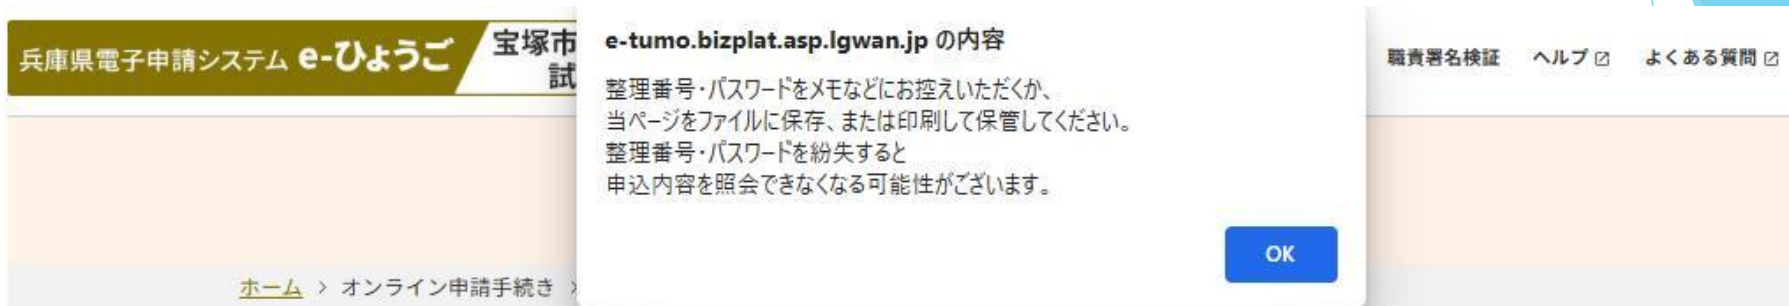 兵庫県電子申請システム e-ひょうご
宝塚市
試
e-tumo.bizplat.asp.lgwan.jp の内容
整理番号・パスワードをメモなどにお控えいただくか、
当ページをファイルに保存、または印刷して保管してください。
整理番号・パスワードを紛失すると
申込内容を照会できなくなる可能性がございます。
OK
職責署名検証 ヘルプ よくある質問
ホーム > オンライン申請手続き >